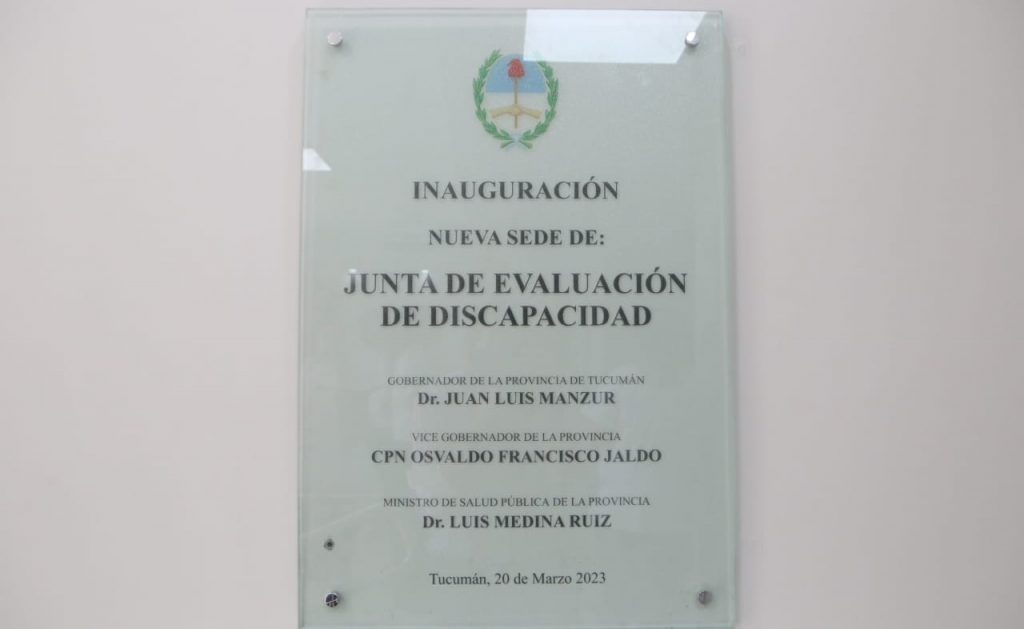 INAUGURACIÓN
NUEVA SEDE DE:
JUNTA DE EVALUACIÓN
DE DISCAPACIDAD
GOBERNADOR DE LA PROVINCIA DE TUCUMÁN
Dr. JUAN LUIS MANZUR
VICE GOBERNADOR DE LA PROVINCIA
CPN OSVALDO FRANCISCO JALDO
MINISTRO DE SALUD PÚBLICA DE LA PROVINCIA
Dr. LUIS MEDINA RUIZ
Tucumán, 20 de Marzo 2023